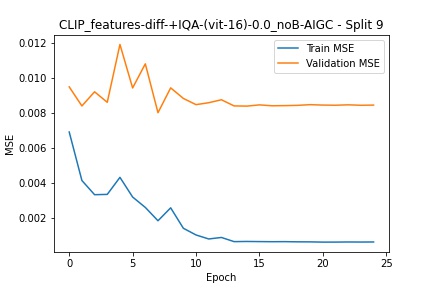 CLIP_features-diff-+IQA-(vit-16)-0.0_noB-AIGC - Split 9
Train MSE
Validation MSE
0.012
0.010
0.008
0.006
0.004
0.002
MSE
0 5 10 15 20 25
Epoch